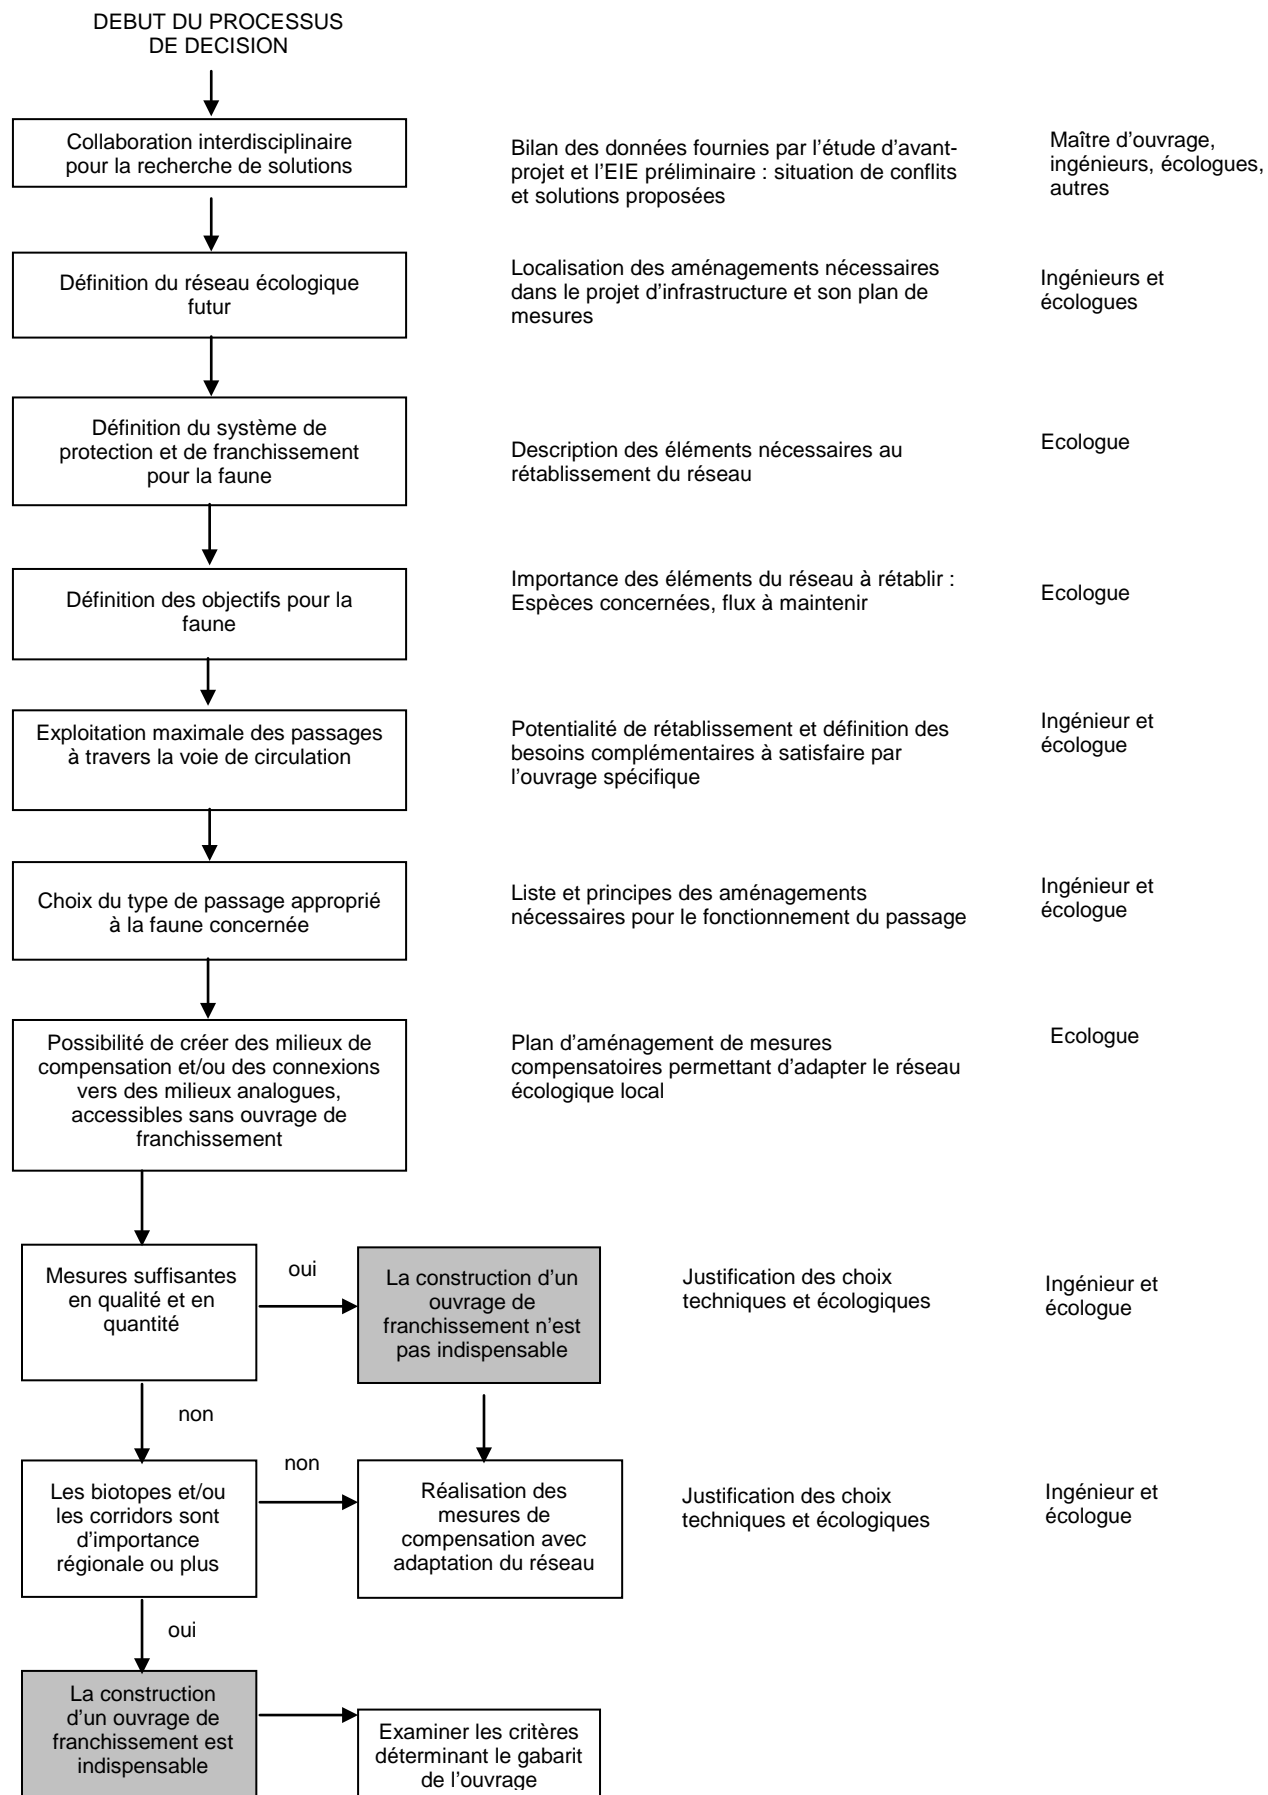 DEBUT DU PROCESSUS
DE DECISION
Collaboration interdisciplinaire
pour la recherche de solutions
Bilan des données fournies par l'étude d'avant-
projet et l'EIE préliminaire : situation de conflits
et solutions proposées
Maître d'ouvrage,
ingénieurs, écologues,
autres
Définition du réseau écologique
futur
Localisation des aménagements nécessaires
dans le projet d'infrastructure et son plan de
mesures
Ingénieurs et
écologues
Définition du système de
protection et de franchissement
pour la faune
Description des éléments nécessaires au
rétablissement du réseau
Ecologue
Définition des objectifs pour la
faune
Importance des éléments du réseau à rétablir :
Espèces concernées, flux à maintenir
Ecologue
Exploitation maximale des passages
à travers la voie de circulation
Potentialité de rétablissement et définition des
besoins complémentaires à satisfaire par
l'ouvrage spécifique
Ingénieur et
écologue
Choix du type de passage approprié
à la faune concernée
Liste et principes des aménagements
nécessaires pour le fonctionnement du passage
Ingénieur et
écologue
Possibilité de créer des milieux de
compensation et/ou des connexions
vers des milieux analogues,
accessibles sans ouvrage de
franchissement
Plan d'aménagement de mesures
compensatoires permettant d'adapter le réseau
écologique local
Ecologue
Mesures suffisantes
en qualité et en
quantité
oui
La construction d'un
ouvrage de
franchissement n'est
pas indispensable
Justification des choix
techniques et écologiques
Ingénieur et
écologue
non
Les biotopes et/ou
les corridors sont
d'importance
régionale ou plus
non
Réalisation des
mesures de
compensation avec
adaptation du réseau
Justification des choix
techniques et écologiques
Ingénieur et
écologue
oui
La construction
d'un ouvrage de
franchissement est
indispensable
Examiner les critères
déterminant le gabarit
de l'ouvrage